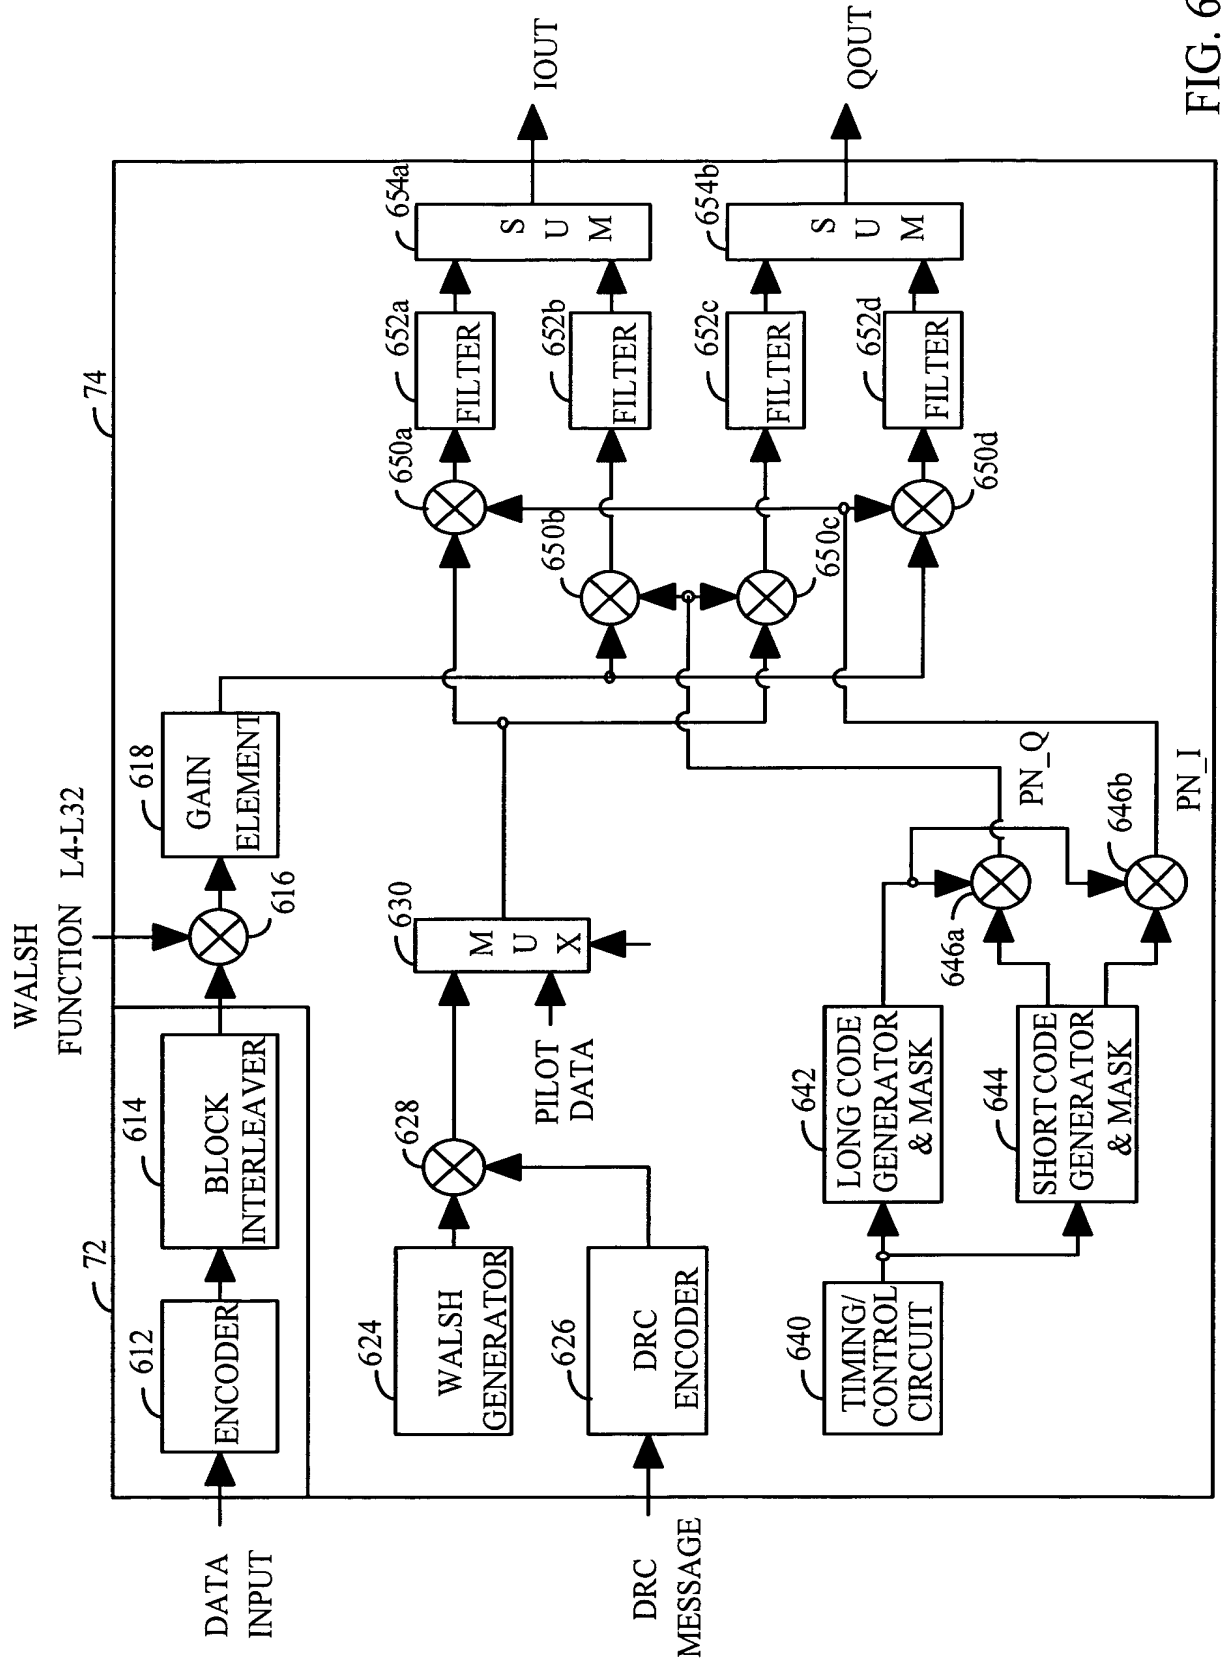 72
74
WALSH
FUNCTION L4-L32
DATA
INPUT
612
ENCODER
614
BLOCK
INTERLEAVER
616
618
GAIN
ELEMENT
624
WALSH
GENERATOR
628
DRC
MESSAGE
626
DRC
ENCODER
PILOT
DATA
630
M
U
X
640
TIMING/
CONTROL
CIRCUIT
642
LONG CODE
GENERATOR
& MASK
644
SHORTCODE
GENERATOR
& MASK
646a
PN_Q
646b
PN_I
650a
650b
650c
650d
652a
FILTER
652b
FILTER
652c
FILTER
652d
FILTER
654a
S
U
M
654b
S
U
M
IOUT
QOUT
FIG. 6